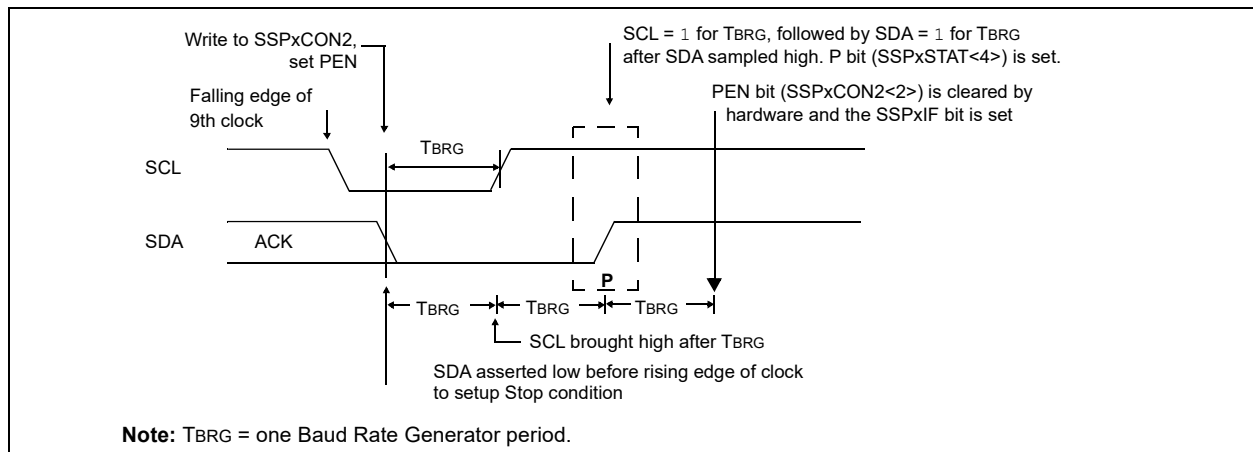 Write to SSPxCON2,
set PEN
SCL = 1 for TBRG, followed by SDA = 1 for TBRG
after SDA sampled high. P bit (SSPxSTAT<4>) is set.
Falling edge of
9th clock
PEN bit (SSPxCON2<2>) is cleared by
hardware and the SSPxIF bit is set
TBRG
SCL
SDA
ACK
P
TBRG
TBRG
TBRG
SCL brought high after TBRG
SDA asserted low before rising edge of clock
to setup Stop condition
Note: TBRG = one Baud Rate Generator period.